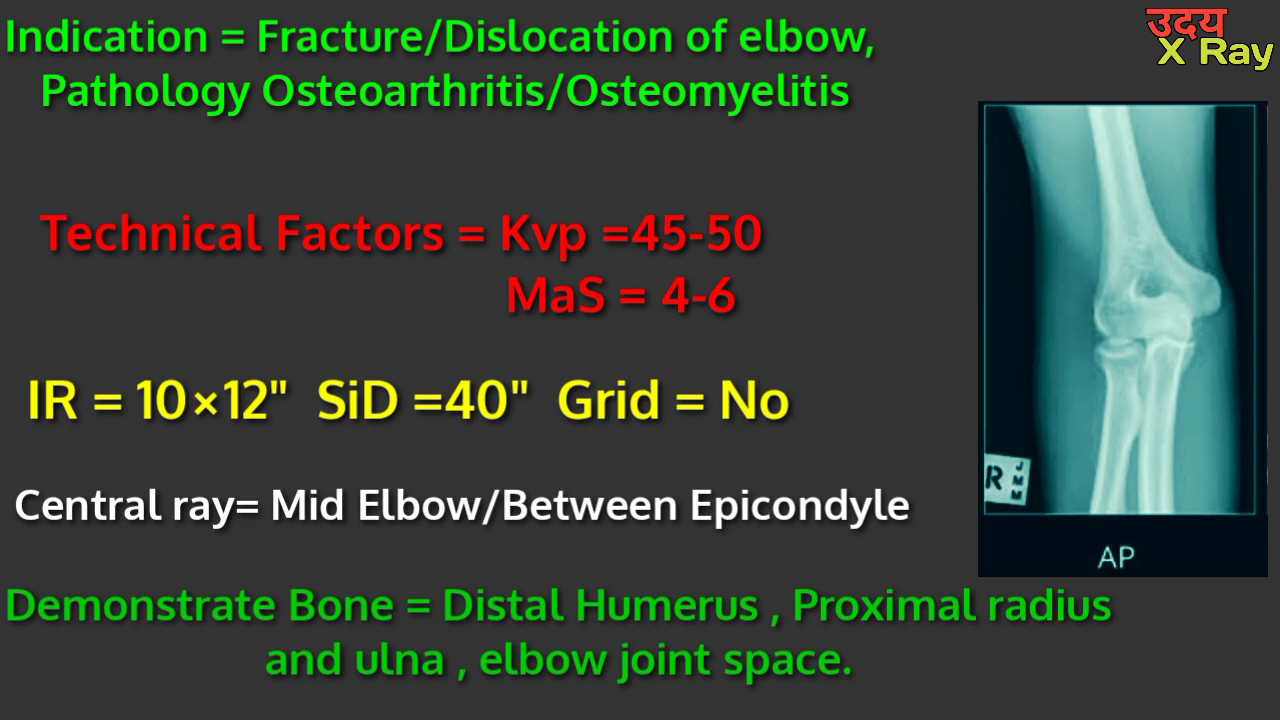 Indication = Fracture/Dislocation of elbow,
Pathology Osteoarthritis/Osteomyelitis
उदय
X Ray
Technical Factors = Kvp =45-50
MaS = 4-6
IR = 10×12" SiD =40" Grid = No
Central ray= Mid Elbow/Between Epicondyle
R
J
M
M
AP
Demonstrate Bone = Distal Humerus , Proximal radius
and ulna , elbow joint space.